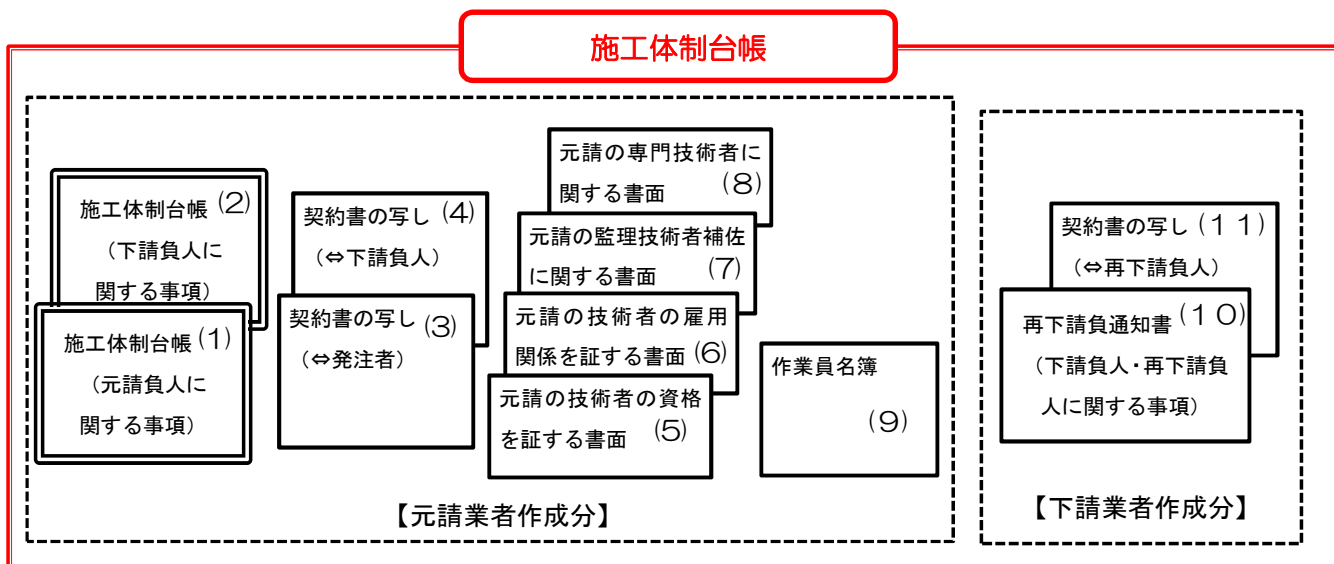 施工体制台帳
施工体制台帳 (2)
（下請負人に
関する事項）
施工体制台帳 (1)
（元請負人に
関する事項）
契約書の写し (4)
（⇔下請負人）
契約書の写し (3)
（⇔発注者）
元請の専門技術者に
関する書面 (8)
元請の監理技術者補佐
に関する書面 (7)
元請の技術者の雇用
関係を証する書面 (6)
元請の技術者の資格
を証する書面 (5)
作業員名簿
(9)
【元請業者作成分】
契約書の写し (１１)
（⇔再下請負人）
再下請負通知書 (１０)
（下請負人・再下請負
人に関する事項）
【下請業者作成分】